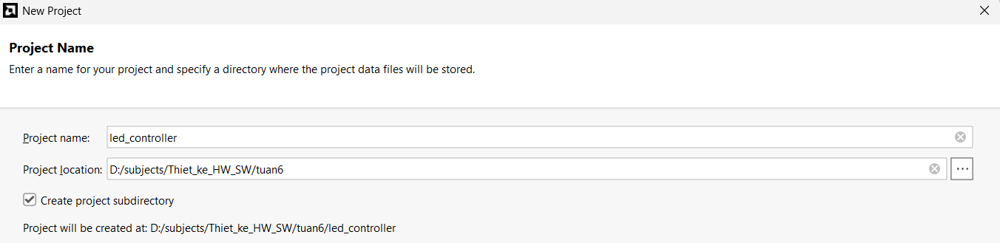 New Project
Project Name
Enter a name for your project and specify a directory where the project data files will be stored.
Project name: led_controller
Project location: D:/subjects/Thiet_ke_HW_SW/tuan6
Create project subdirectory
Project will be created at: D:/subjects/Thiet_ke_HW_SW/tuan6/led_controller